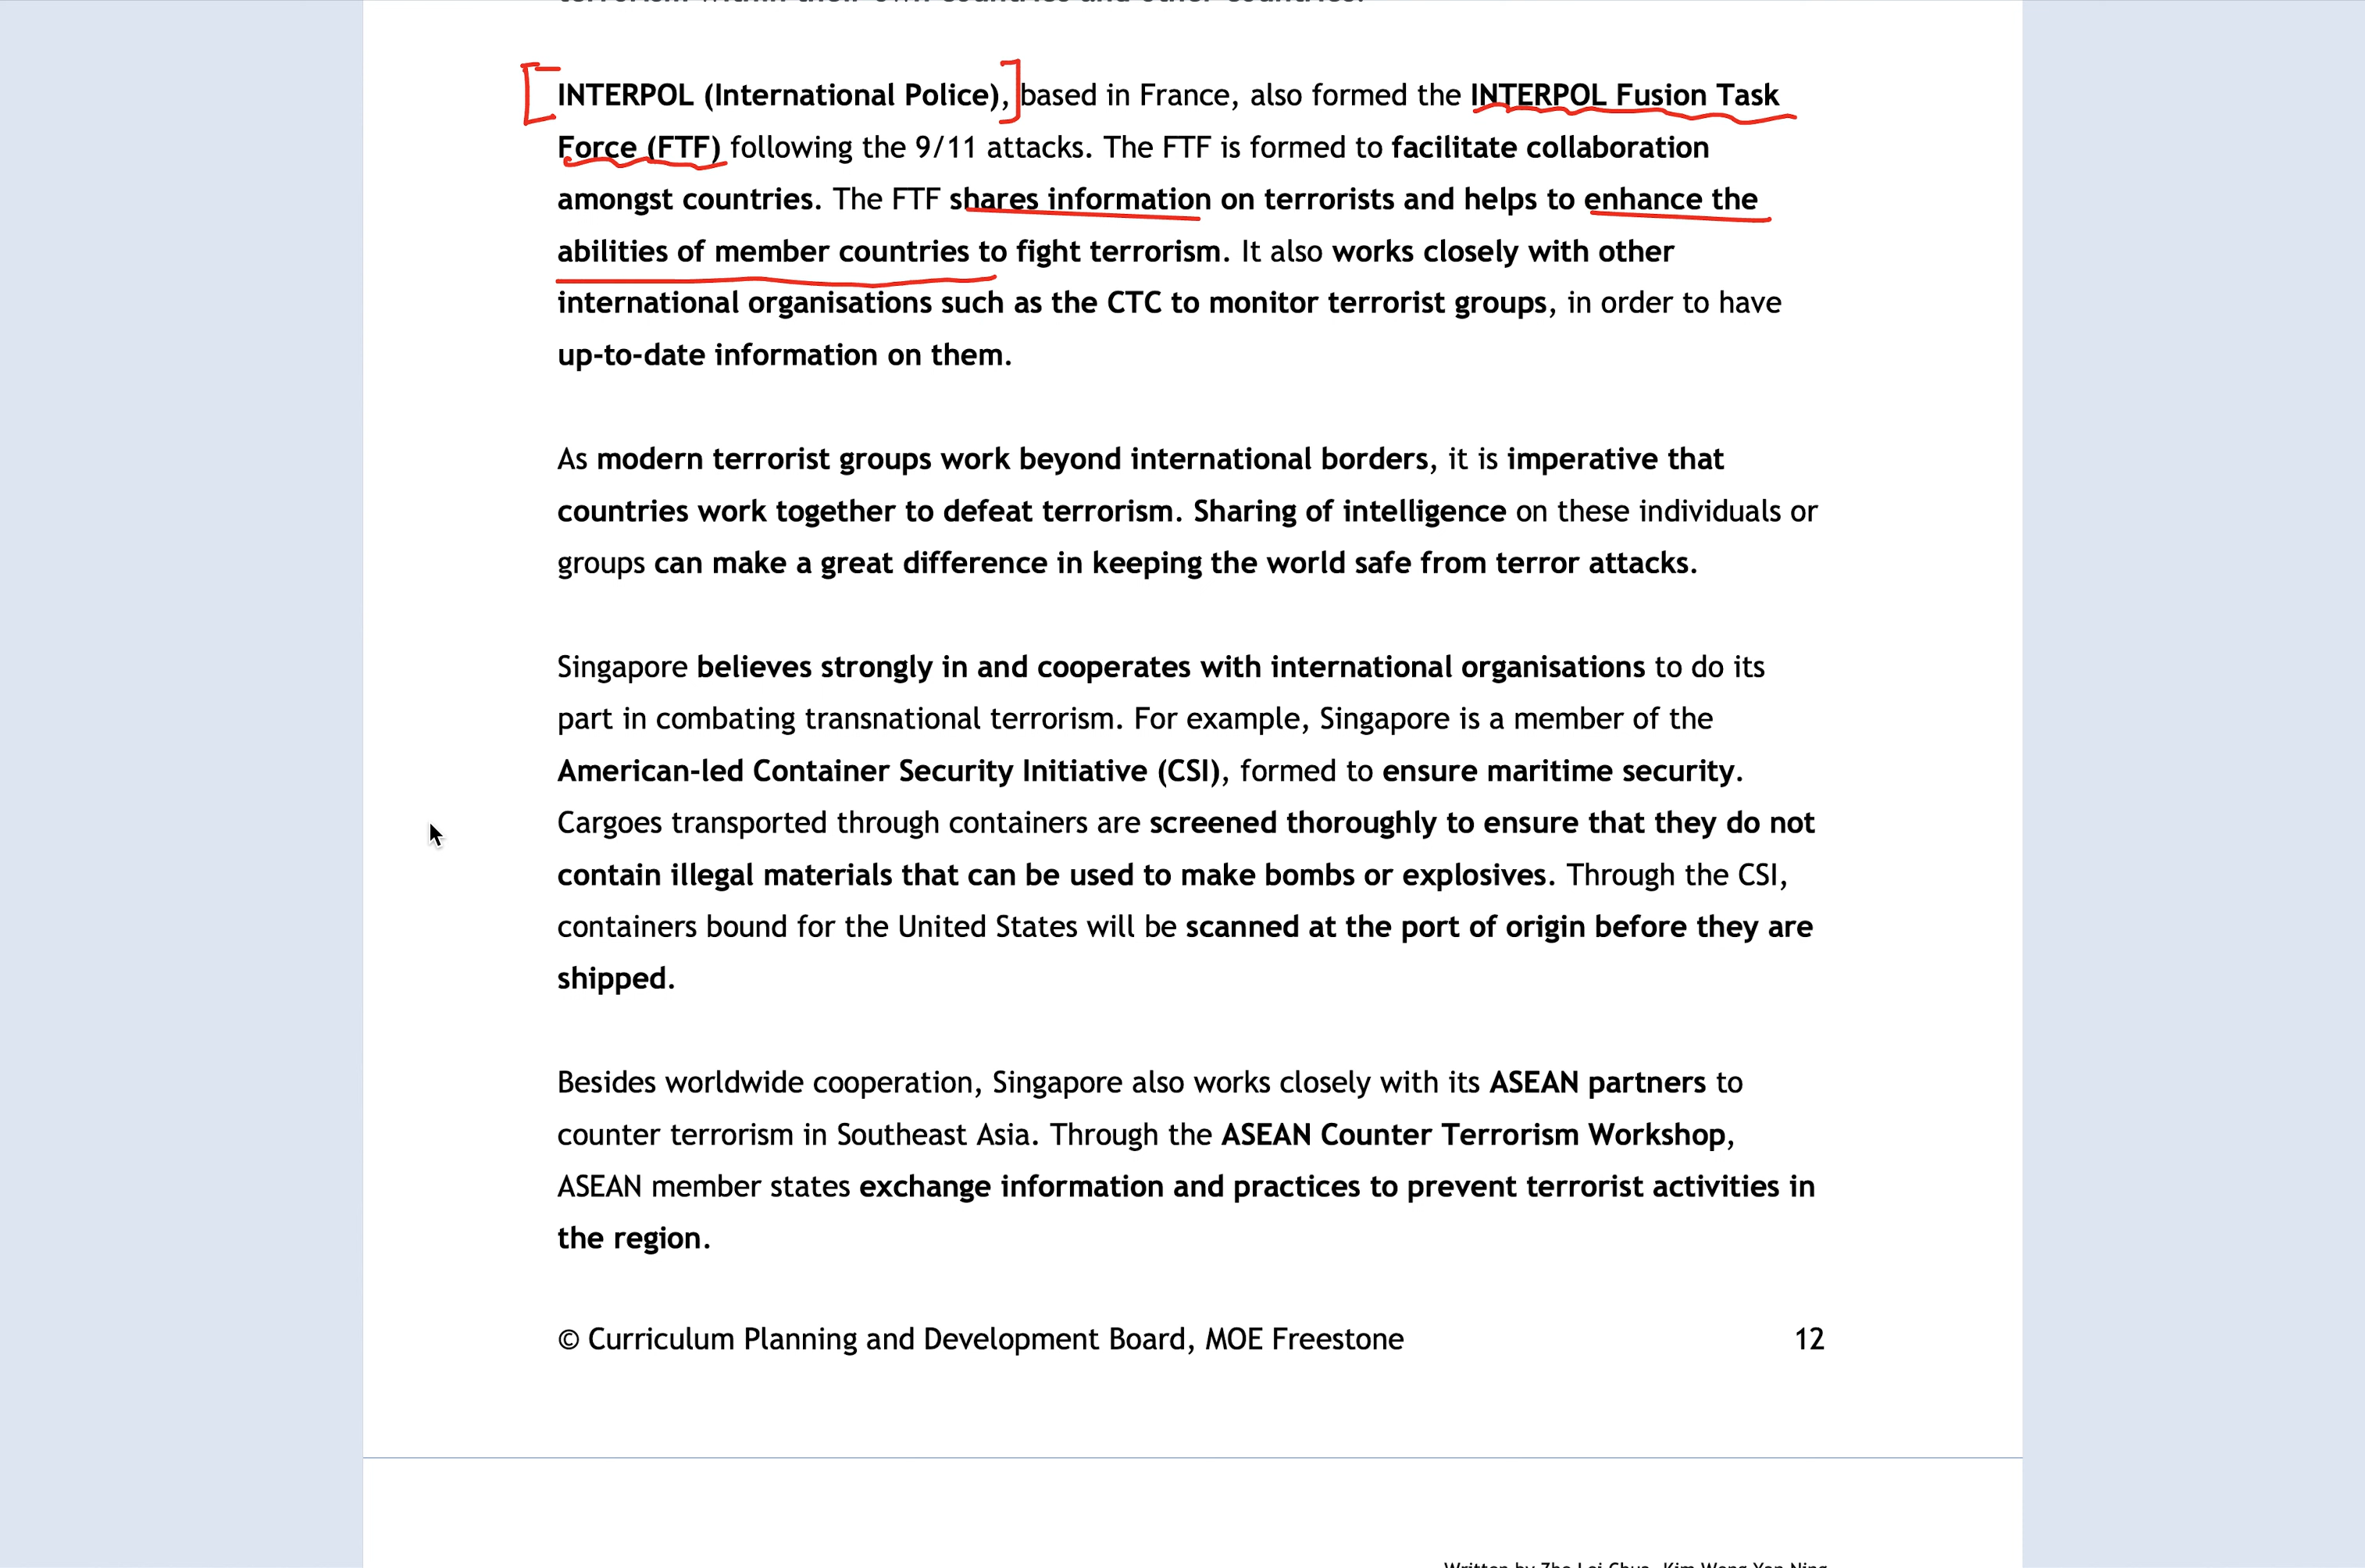 terrorism within their own countries and other countries.
INTERPOL (International Police), based in France, also formed the INTERPOL Fusion Task
Force (FTF) following the 9/11 attacks. The FTF is formed to facilitate collaboration
amongst countries. The FTF shares information on terrorists and helps to enhance the
abilities of member countries to fight terrorism. It also works closely with other
international organisations such as the CTC to monitor terrorist groups, in order to have
up-to-date information on them.
As modern terrorist groups work beyond international borders, it is imperative that
countries work together to defeat terrorism. Sharing of intelligence on these individuals or
groups can make a great difference in keeping the world safe from terror attacks.
Singapore believes strongly in and cooperates with international organisations to do its
part in combating transnational terrorism. For example, Singapore is a member of the
American-led Container Security Initiative (CSI), formed to ensure maritime security.
Cargoes transported through containers are screened thoroughly to ensure that they do not
contain illegal materials that can be used to make bombs or explosives. Through the CSI,
containers bound for the United States will be scanned at the port of origin before they are
shipped.
Besides worldwide cooperation, Singapore also works closely with its ASEAN partners to
counter terrorism in Southeast Asia. Through the ASEAN Counter Terrorism Workshop,
ASEAN member states exchange information and practices to prevent terrorist activities in
the region.
© Curriculum Planning and Development Board, MOE Freestone 12
Written by